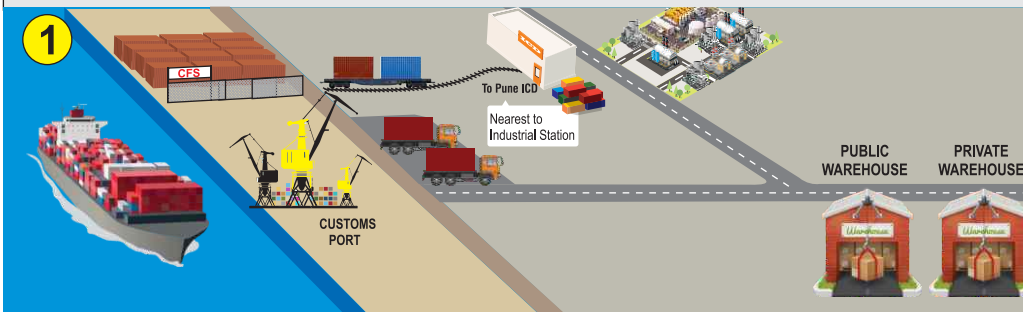 1
CFS
To Pune ICD
Nearest to
Industrial Station
CUSTOMS
PORT
PUBLIC
WAREHOUSE
PRIVATE
WAREHOUSE
Warehouse
Warehouse